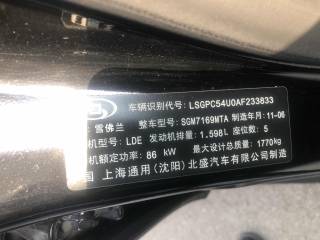 车辆识别代号: LSGPC54U0AF233833
: 雪佛兰 整车型号: SGM7169MTA 制造年月: 11-06
机型号: LDE 发动机排量: 1.598L 座位数: 5
机额定功率: 86 kW 最大设计总质量: 1770kg
国 上海通用(沈阳)北盛汽车有限公司制造